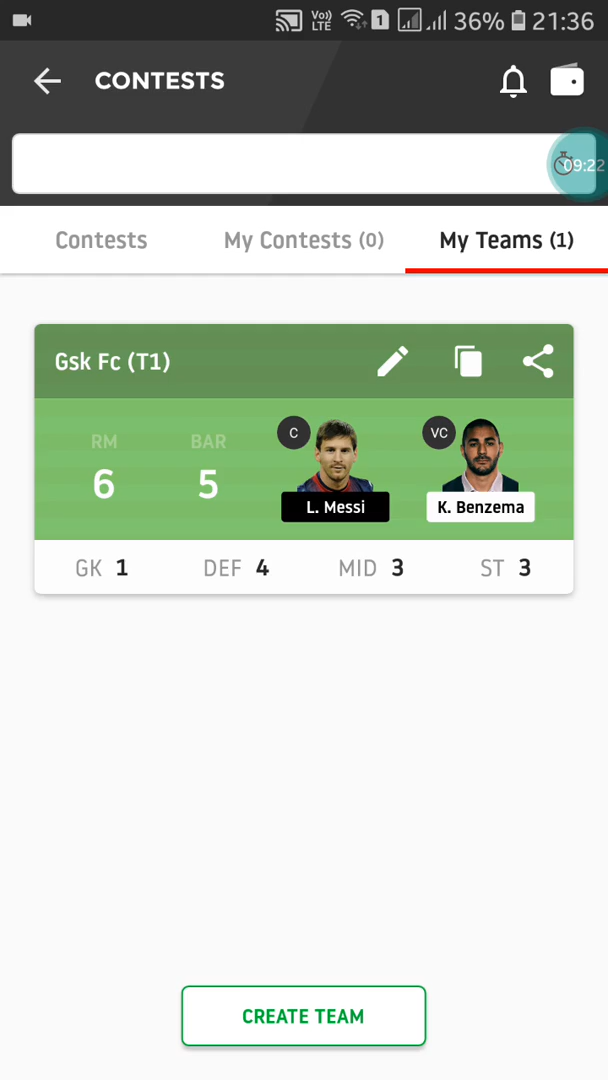 Vo))
LTE 1 36% 21:36
CONTESTS
09:22
Contests My Contests (0) My Teams (1)
Gsk Fc (T1)
RM BAR C VC
6 5
L. Messi K. Benzema
GK 1 DEF 4 MID 3 ST 3
CREATE TEAM